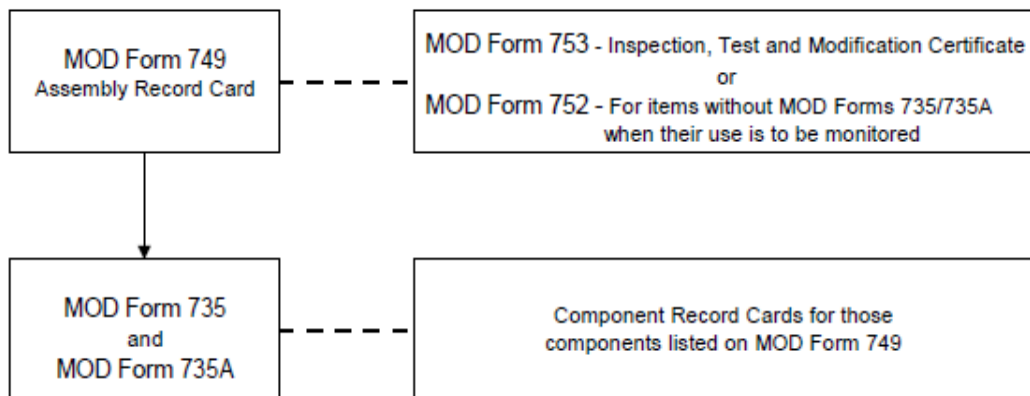 MOD Form 749
Assembly Record Card
MOD Form 753 - Inspection, Test and Modification Certificate
or
MOD Form 752 - For items without MOD Forms 735/735A
when their use is to be monitored
MOD Form 735
and
MOD Form 735A
Component Record Cards for those
components listed on MOD Form 749